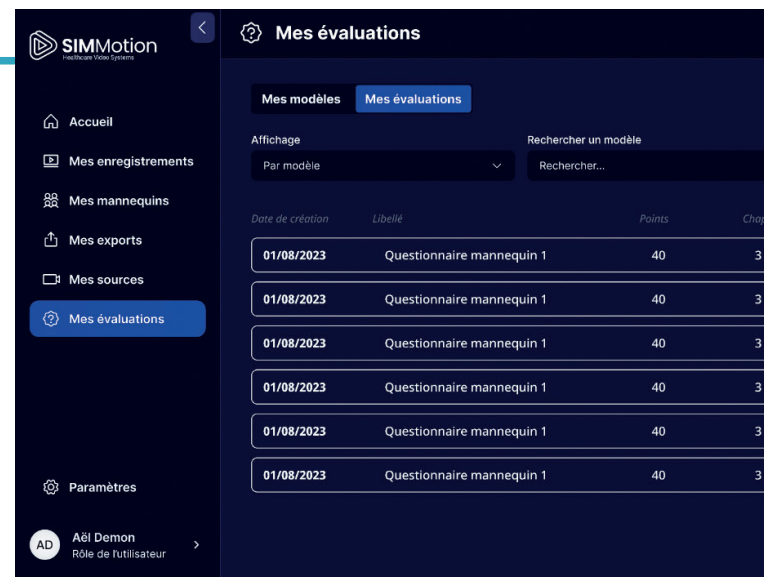 SIMMotion
Healthcare Video Systems
Mes évaluations
Mes modèles
Mes évaluations
Accueil
Affichage
Rechercher un modèle
Mes enregistrements
Par modèle
Rechercher...
Mes mannequins
Date de création
Libellé
Points
Chap
Mes exports
01/08/2023 Questionnaire mannequin 1 40 3
Mes sources
01/08/2023 Questionnaire mannequin 1 40 3
Mes évaluations
01/08/2023 Questionnaire mannequin 1 40 3
01/08/2023 Questionnaire mannequin 1 40 3
01/08/2023 Questionnaire mannequin 1 40 3
01/08/2023 Questionnaire mannequin 1 40 3
Paramètres
AD
Aël Demon
Rôle de l'utilisateur